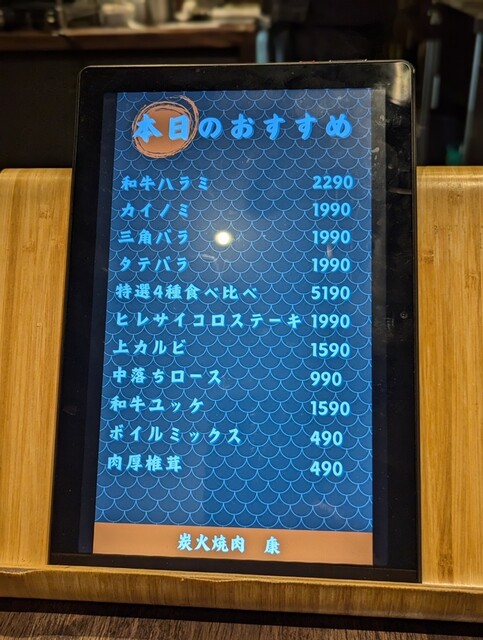 本日のおすすめ
和牛ハラミ 2290
カイノミ 1990
三角バラ 1990
タテバラ 1990
特選4種食べ比べ 5190
ヒレサイコロステーキ 1990
上カルビ 1590
中落ちロース 990
和牛ユッケ 1590
ボイルミックス 490
肉厚椎茸 490
炭火焼肉 康